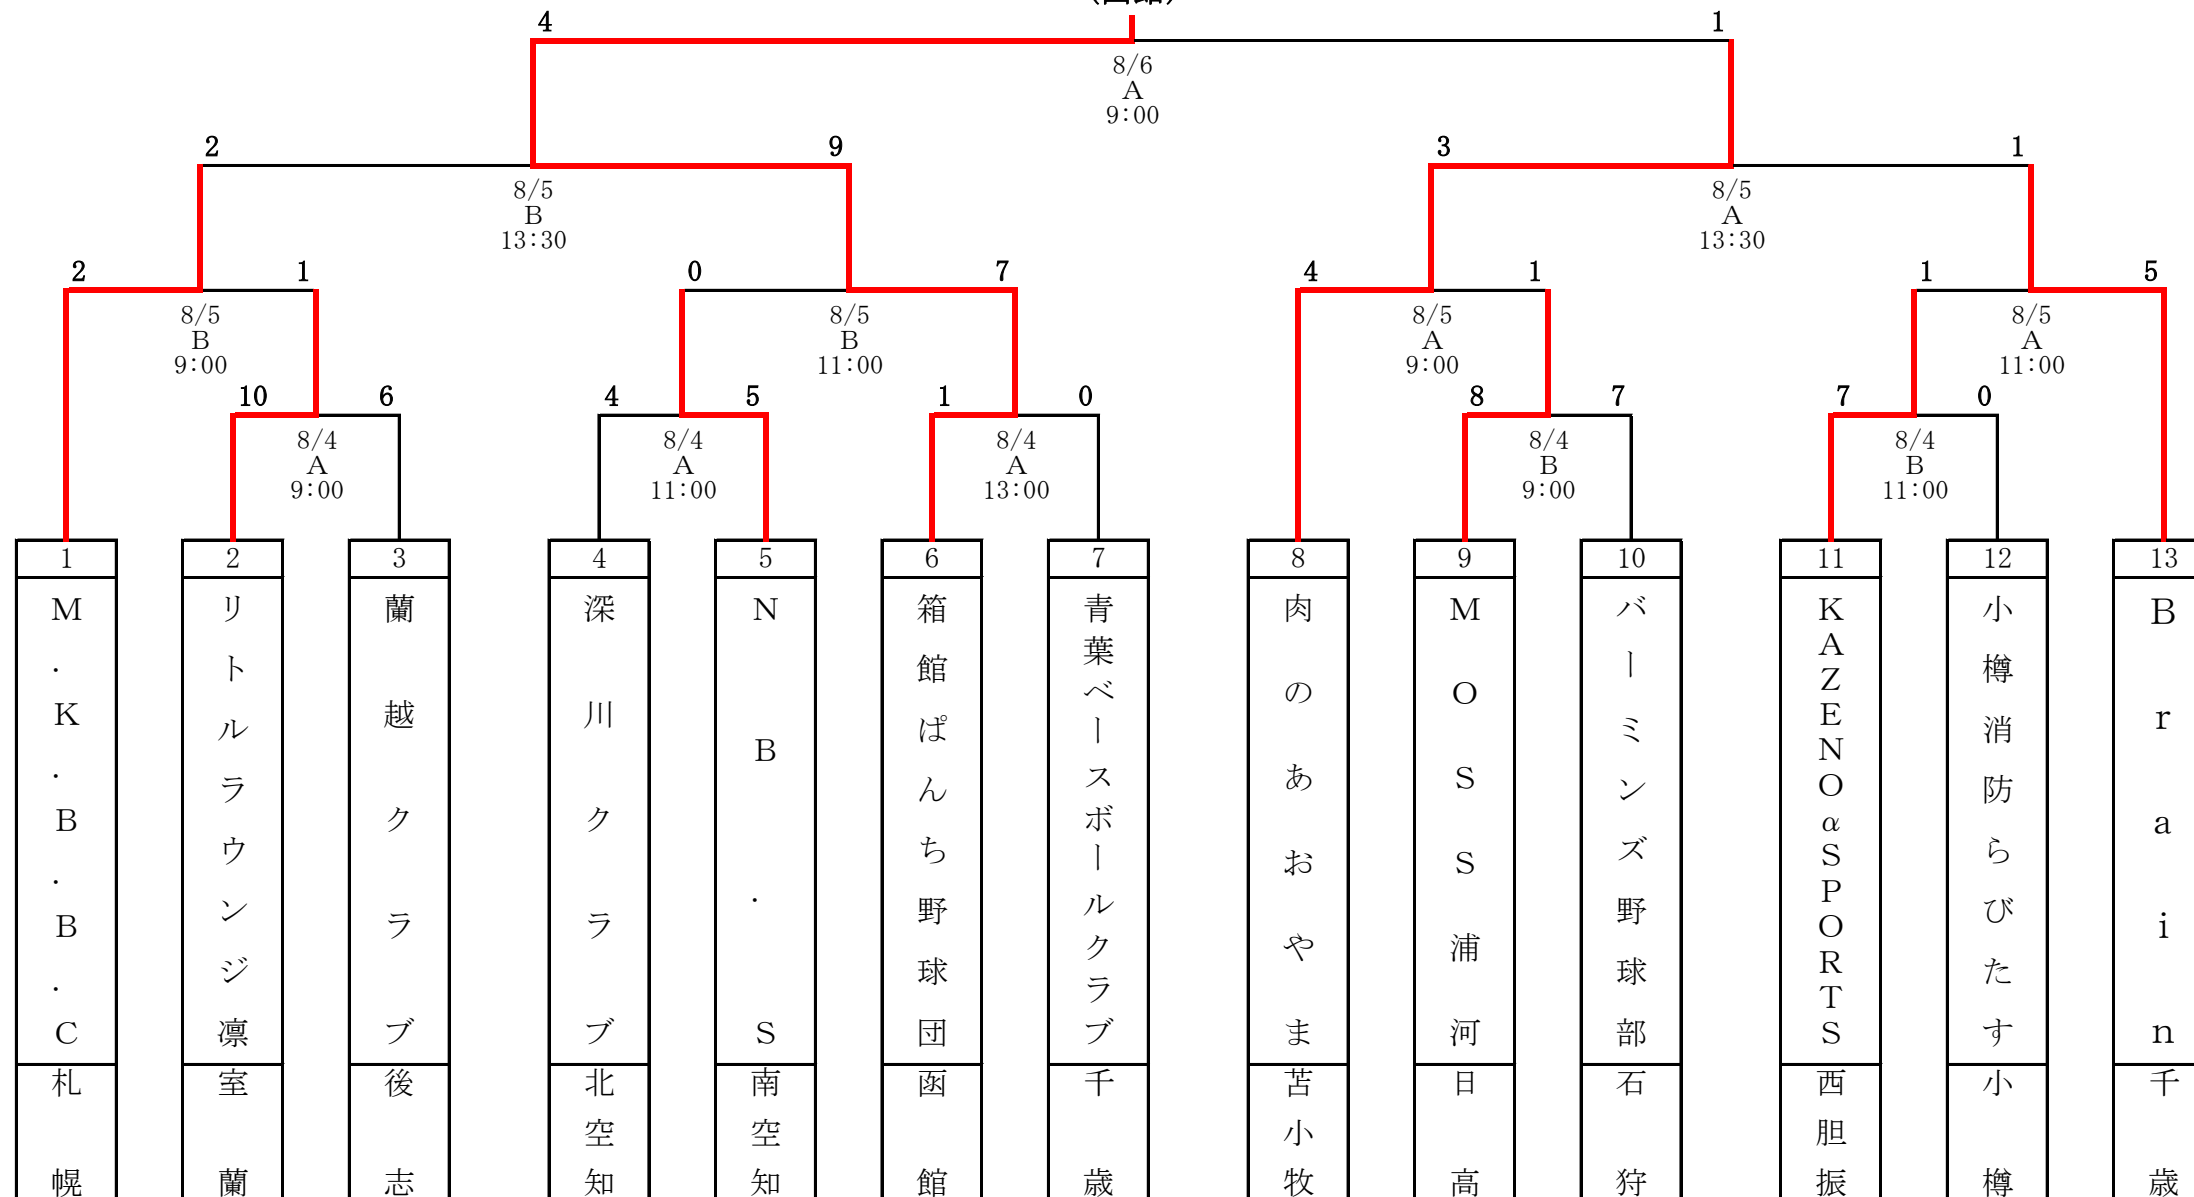 4 1
8/6
A
9:00
2 9 3 1
8/5 8/5
B A
13:30 13:30
2 1 0 7 4 1 1 5
8/5 8/5 8/5 8/5
B B A A
9:00 11:00 9:00 11:00
10 6 4 5 1 0 8 7 7 0
8/4 8/4 8/4 8/4 8/4
A A A B B
9:00 11:00 13:00 9:00 11:00
1 2 3 4 5 6 7 8 9 10 11 12 13
M.K.B.B.C
リトルラウンジ凛
蘭越クラブ
深川クラブ
NB.S
箱館ぱんち野球団
青葉ベースボールクラブ
肉のあおやま
MOSS浦河
バーミンズ野球部
KAZENOαSPORTS
小樽消防らびたす
Brain
札幌
室蘭
後志
北空知
南空知
函館
千歳
苫小牧
日高
石狩
西胆振
小樽
千歳